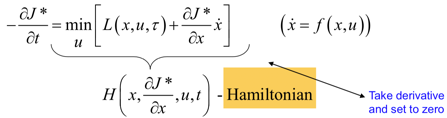 -∂J*/∂t = min_u [ L(x,u,τ) + ∂J*/∂x ẋ ] (ẋ = f(x,u))
H(x, ∂J*/∂x, u, t) - Hamiltonian
Take derivative
and set to zero